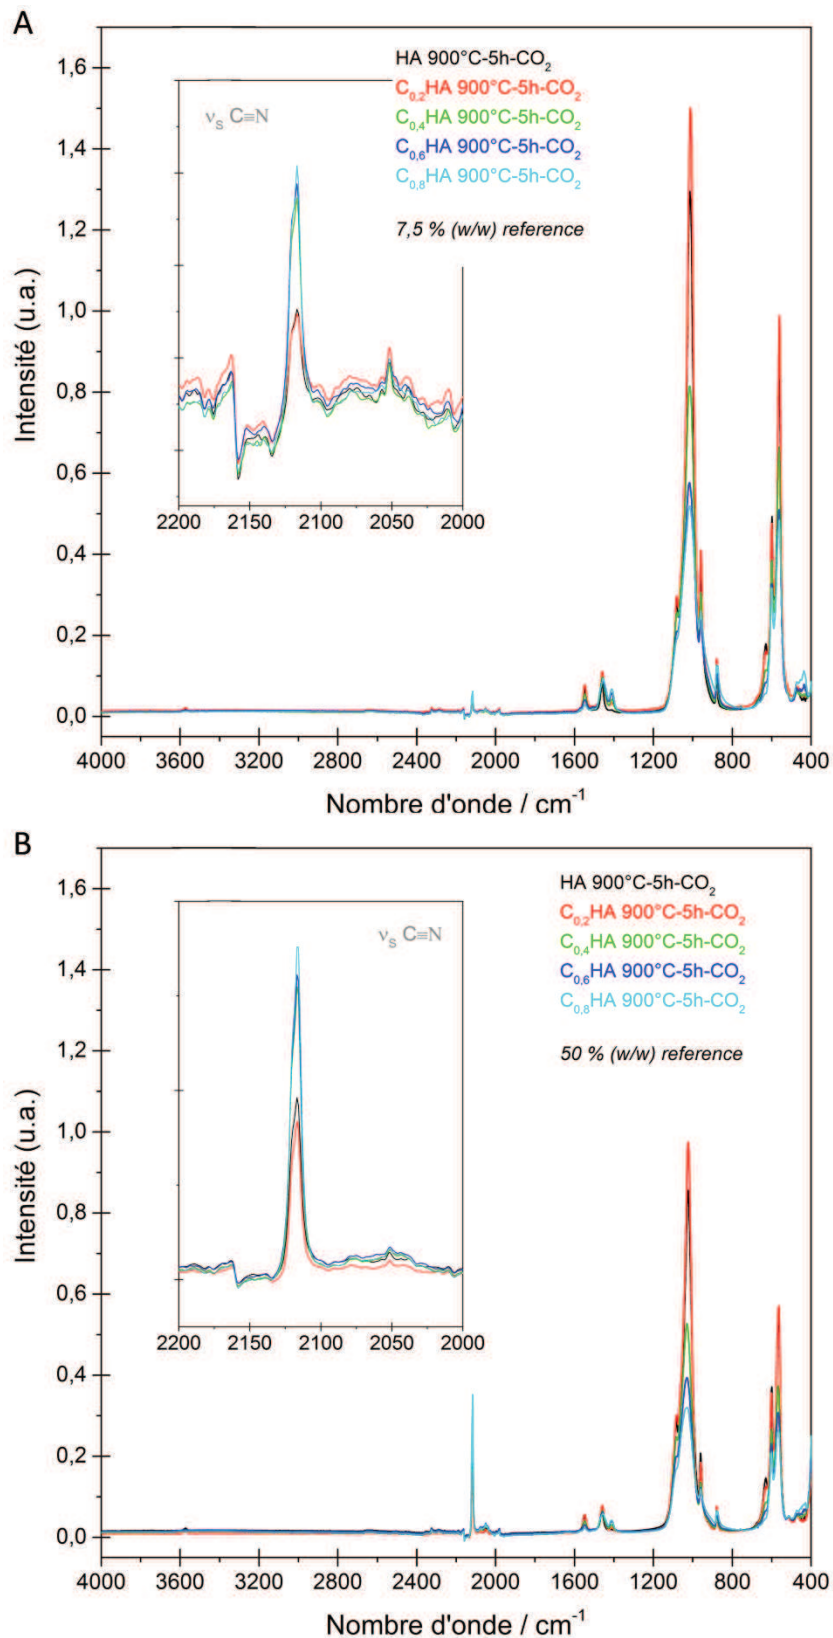 A
HA 900°C-5h-CO₂
C₀,₂HA 900°C-5h-CO₂
C₀,₄HA 900°C-5h-CO₂
C₀,₆HA 900°C-5h-CO₂
C₀,₈HA 900°C-5h-CO₂
7,5 % (w/w) reference
νS C≡N
2200 2150 2100 2050 2000
1,6
1,4
1,2
1,0
0,8
0,6
0,4
0,2
0,0
Intensité (u.a.)
4000 3600 3200 2800 2400 2000 1600 1200 800 400
Nombre d'onde / cm⁻¹
B
HA 900°C-5h-CO₂
C₀,₂HA 900°C-5h-CO₂
C₀,₄HA 900°C-5h-CO₂
C₀,₆HA 900°C-5h-CO₂
C₀,₈HA 900°C-5h-CO₂
50 % (w/w) reference
νS C≡N
2200 2150 2100 2050 2000
1,6
1,4
1,2
1,0
0,8
0,6
0,4
0,2
0,0
Intensité (u.a.)
4000 3600 3200 2800 2400 2000 1600 1200 800 400
Nombre d'onde / cm⁻¹